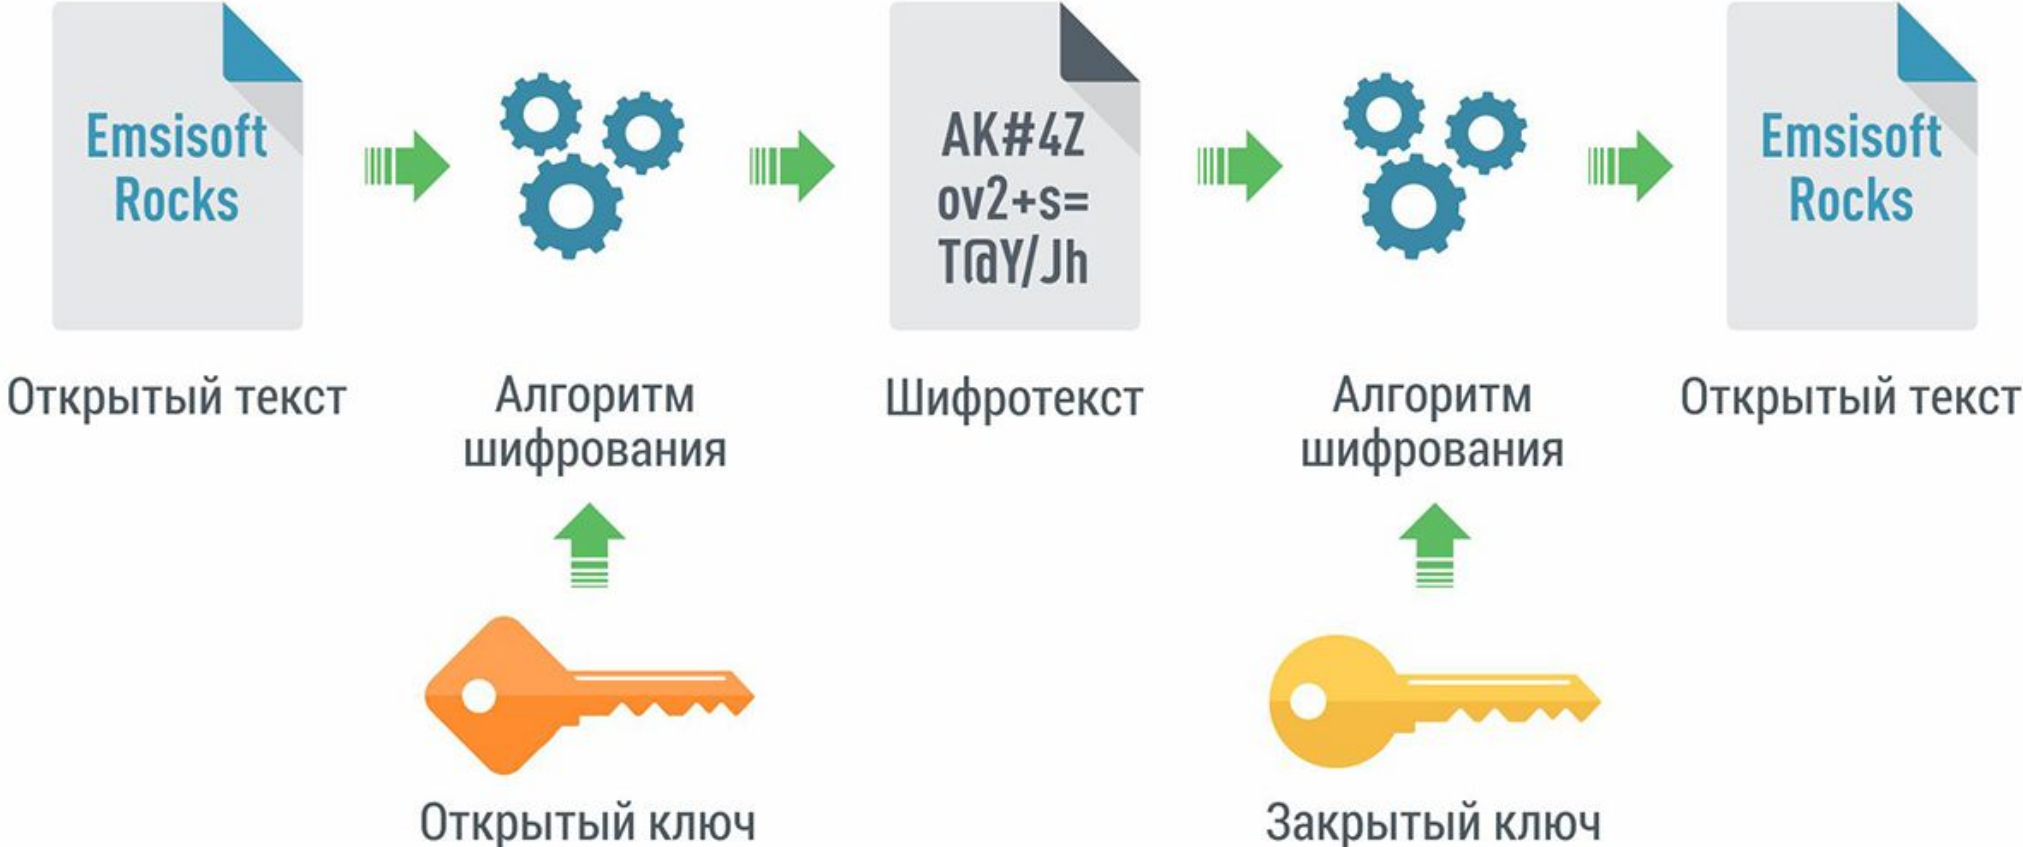 Emsisoft
Rocks
AK#4Z
ov2+s=
T@Y/Jh
Emsisoft
Rocks
Открытый текст
Алгоритм
шифрования
Шифротекст
Алгоритм
шифрования
Открытый текст
Открытый ключ
Закрытый ключ